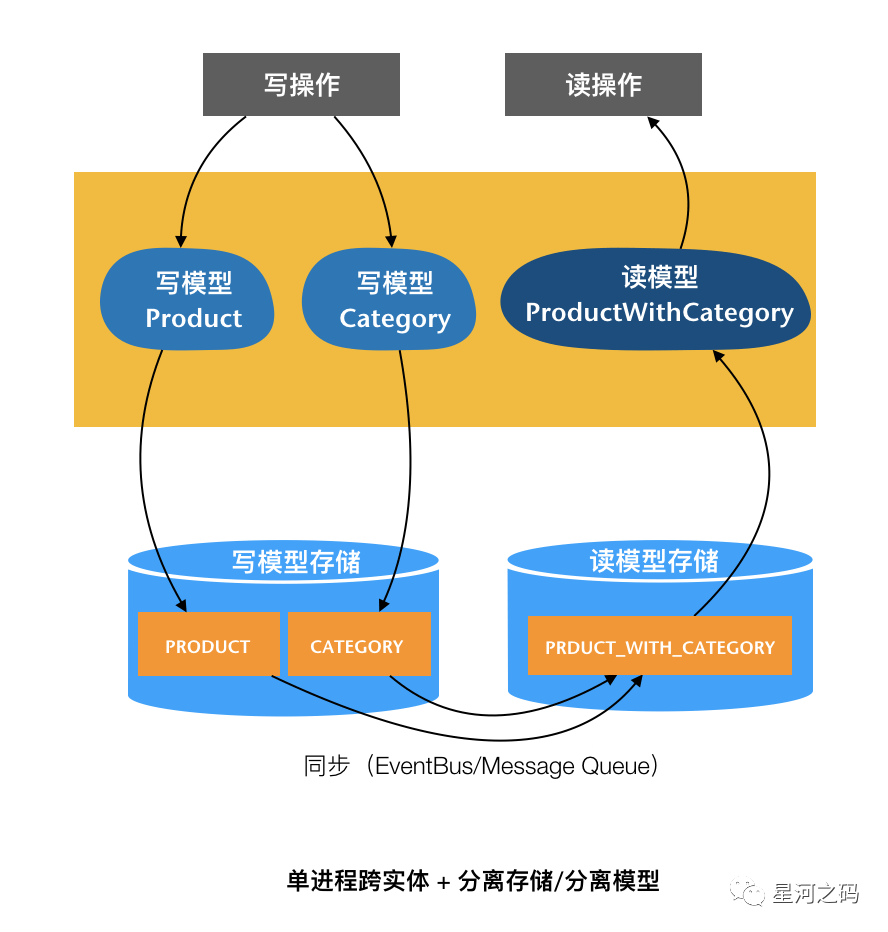 写操作
读操作
写模型
Product
写模型
Category
读模型
ProductWithCategory
写模型存储
读模型存储
PRODUCT
CATEGORY
PRDUCT_WITH_CATEGORY
同步（EventBus/Message Queue）
单进程跨实体 + 分离存储/分离模型
星河之码